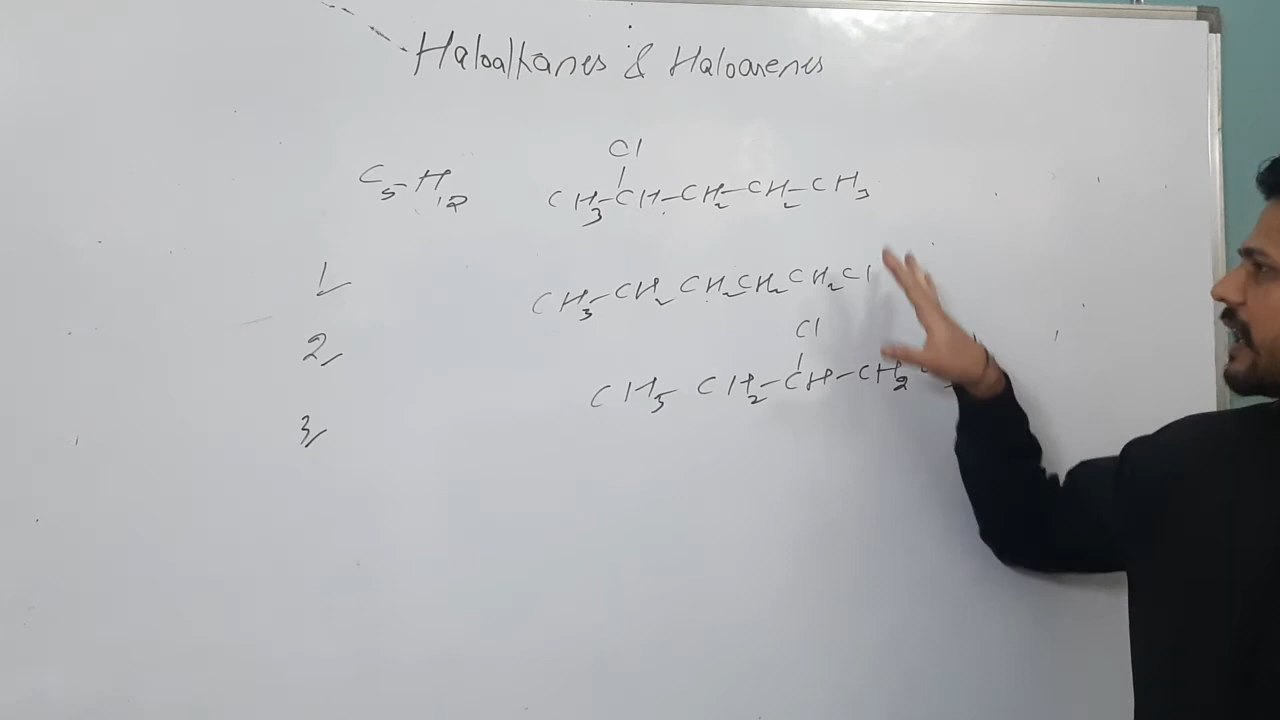 Haloalkanes & Haloarenes
Cl
C5H12 CH3-CH-CH2-CH2-CH3
1 CH3-CH2 CH2-CH2 CH2Cl
Cl
2 CH3 CH2-CH-CH2
3